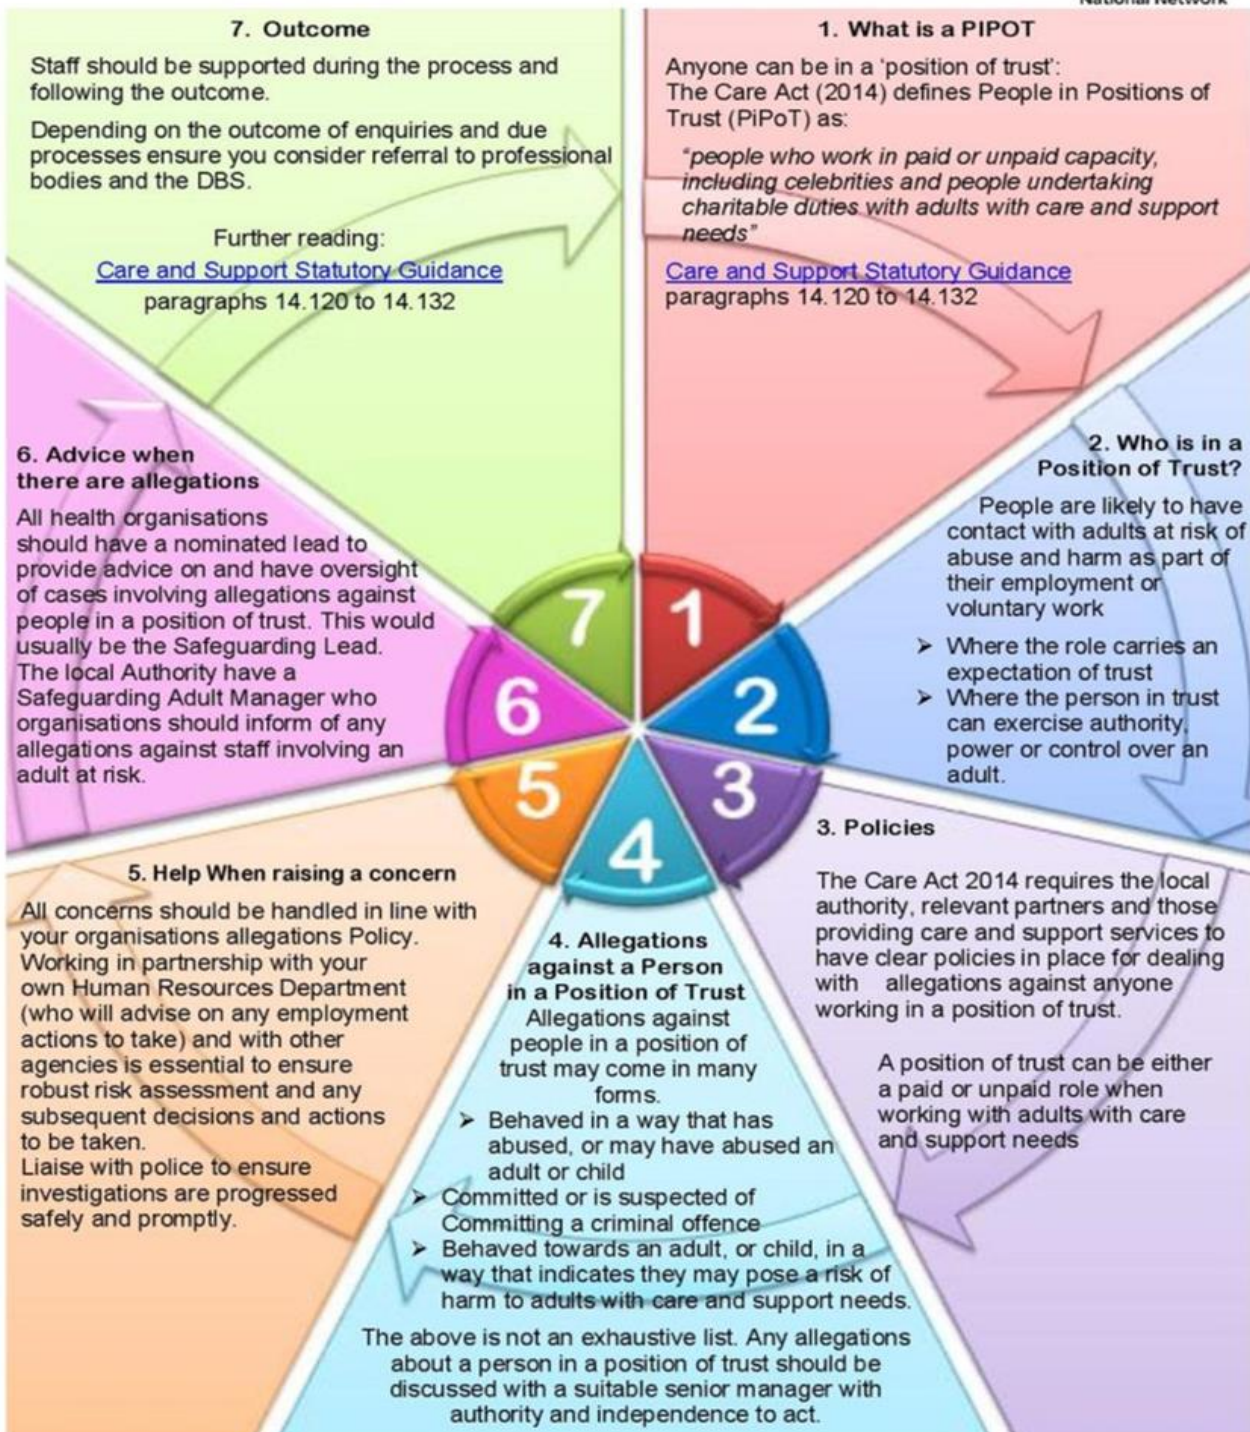 National Network
1. What is a PIPOT
Anyone can be in a ‘position of trust’:
The Care Act (2014) defines People in Positions of
Trust (PiPoT) as:
“people who work in paid or unpaid capacity,
including celebrities and people undertaking
charitable duties with adults with care and support
needs”
Care and Support Statutory Guidance
paragraphs 14.120 to 14.132
2. Who is in a
Position of Trust?
People are likely to have
contact with adults at risk of
abuse and harm as part of
their employment or
voluntary work
➢ Where the role carries an
expectation of trust
➢ Where the person in trust
can exercise authority,
power or control over an
adult.
3. Policies
The Care Act 2014 requires the local
authority, relevant partners and those
providing care and support services to
have clear policies in place for dealing
with allegations against anyone
working in a position of trust.
A position of trust can be either
a paid or unpaid role when
working with adults with care
and support needs
4. Allegations
against a Person
in a Position of Trust
Allegations against
people in a position of
trust may come in many
forms.
➢ Behaved in a way that has
abused, or may have abused an
adult or child
➢ Committed or is suspected of
Committing a criminal offence
➢ Behaved towards an adult, or child, in a
way that indicates they may pose a risk of
harm to adults with care and support needs.
The above is not an exhaustive list. Any allegations
about a person in a position of trust should be
discussed with a suitable senior manager with
authority and independence to act.
5. Help When raising a concern
All concerns should be handled in line with
your organisations allegations Policy.
Working in partnership with your
own Human Resources Department
(who will advise on any employment
actions to take) and with other
agencies is essential to ensure
robust risk assessment and any
subsequent decisions and actions
to be taken.
Liaise with police to ensure
investigations are progressed
safely and promptly.
6. Advice when
there are allegations
All health organisations
should have a nominated lead to
provide advice on and have oversight
of cases involving allegations against
people in a position of trust. This would
usually be the Safeguarding Lead.
The local Authority have a
Safeguarding Adult Manager who
organisations should inform of any
allegations against staff involving an
adult at risk.
7. Outcome
Staff should be supported during the process and
following the outcome.
Depending on the outcome of enquiries and due
processes ensure you consider referral to professional
bodies and the DBS.
Further reading:
Care and Support Statutory Guidance
paragraphs 14.120 to 14.132
1
2
3
4
5
6
7